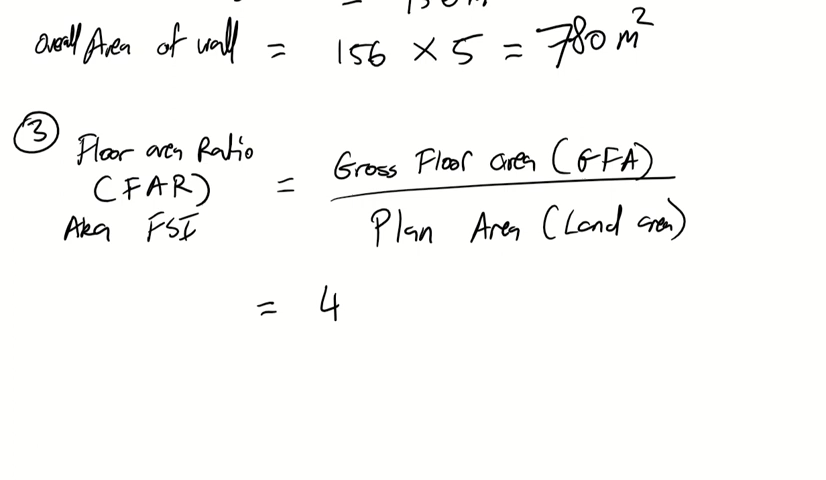 Overall Area of wall = 156 × 5 = 780 m²
③ Floor area Ratio (FAR) Aka FSI = Gross Floor area (GFA) / Plan Area (Land area)
= 4